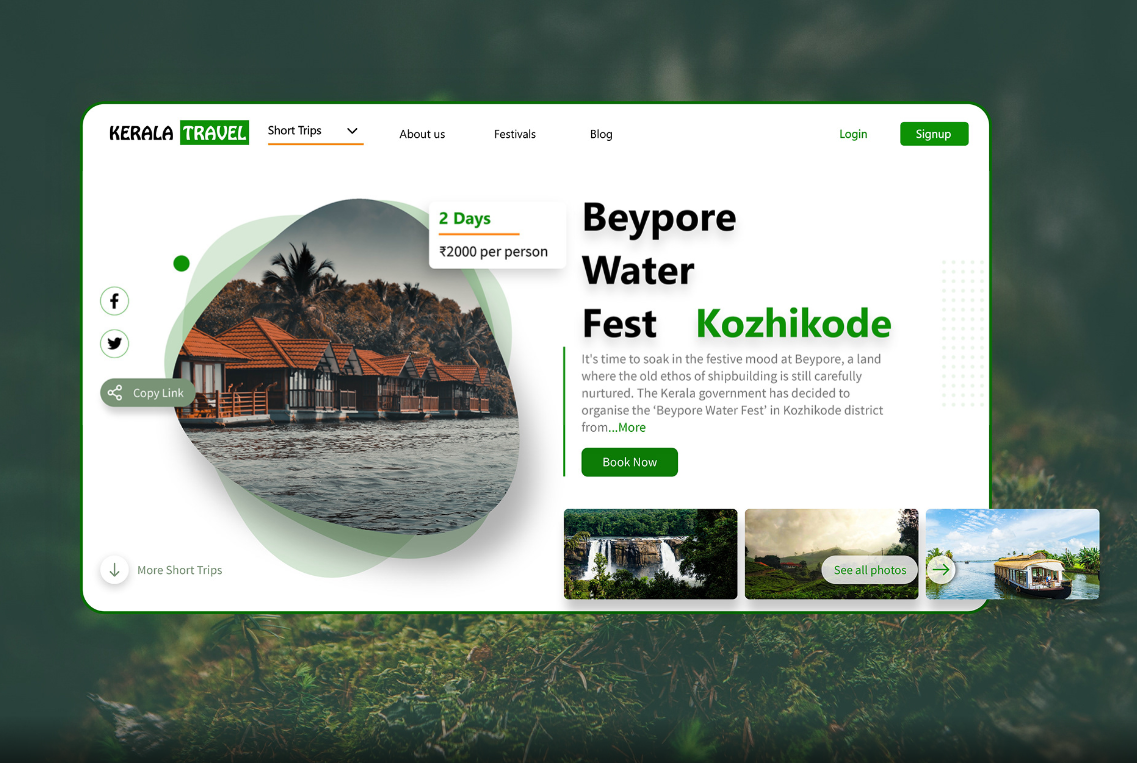 KERALA TRAVEL
Short Trips
About us
Festivals
Blog
Login
Signup
2 Days
₹2000 per person
Beypore
Water
Fest Kozhikode
It's time to soak in the festive mood at Beypore, a land
where the old ethos of shipbuilding is still carefully
nurtured. The Kerala government has decided to
organise the ‘Beypore Water Fest’ in Kozhikode district
from...More
Book Now
Copy Link
More Short Trips
See all photos